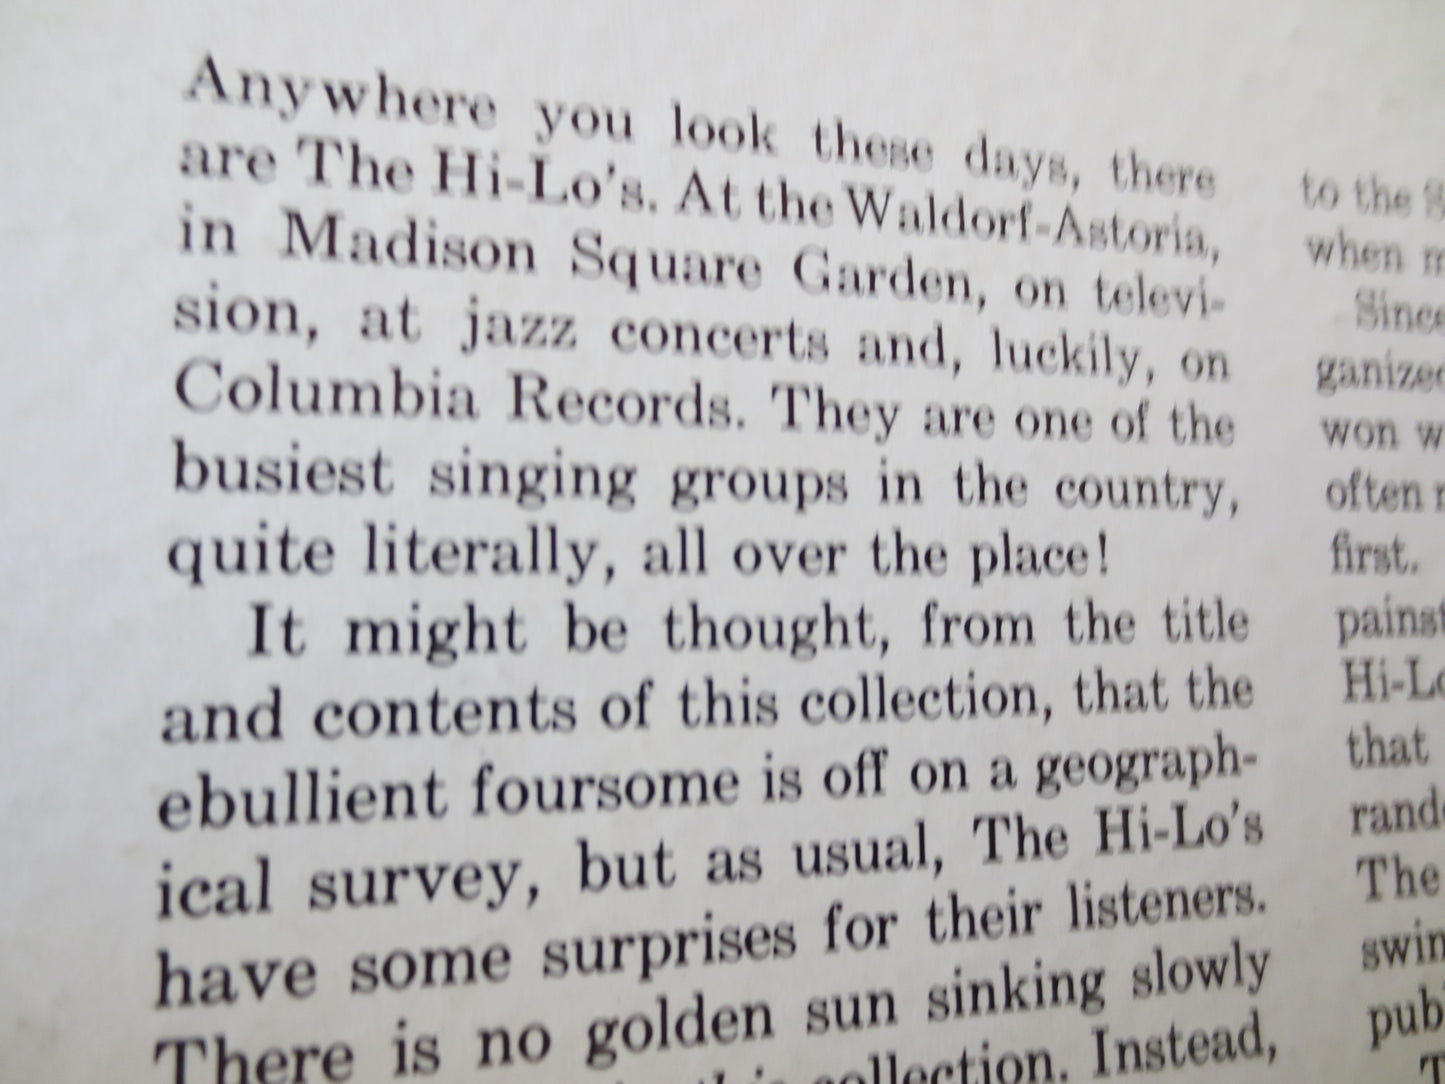 Anywhere you look these days, there
are The Hi-Lo's. At the Waldorf-Astoria,
in Madison Square Garden, on televi-
sion, at jazz concerts and, luckily, on
Columbia Records. They are one of the
busiest singing groups in the country,
quite literally, all over the place!
It might be thought, from the title
and contents of this collection, that the
ebullient foursome is off on a geograph-
ical survey, but as usual, The Hi-Lo's
have some surprises for their listeners.
There is no golden sun sinking slowly
this collection. Instead,
to the
when
Since
won
often
first.
that
The